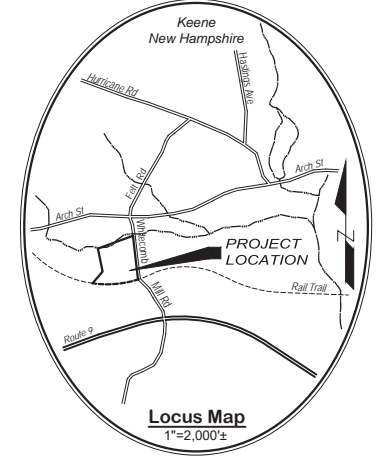 Keene
New Hampshire
Hurricane Rd
Hastings Ave
Felt Rd
Arch St
Arch St
Whitcomb
PROJECT
LOCATION
N
Mill Rd
Rail Trail
Route 9
Locus Map
1"=2,000'±